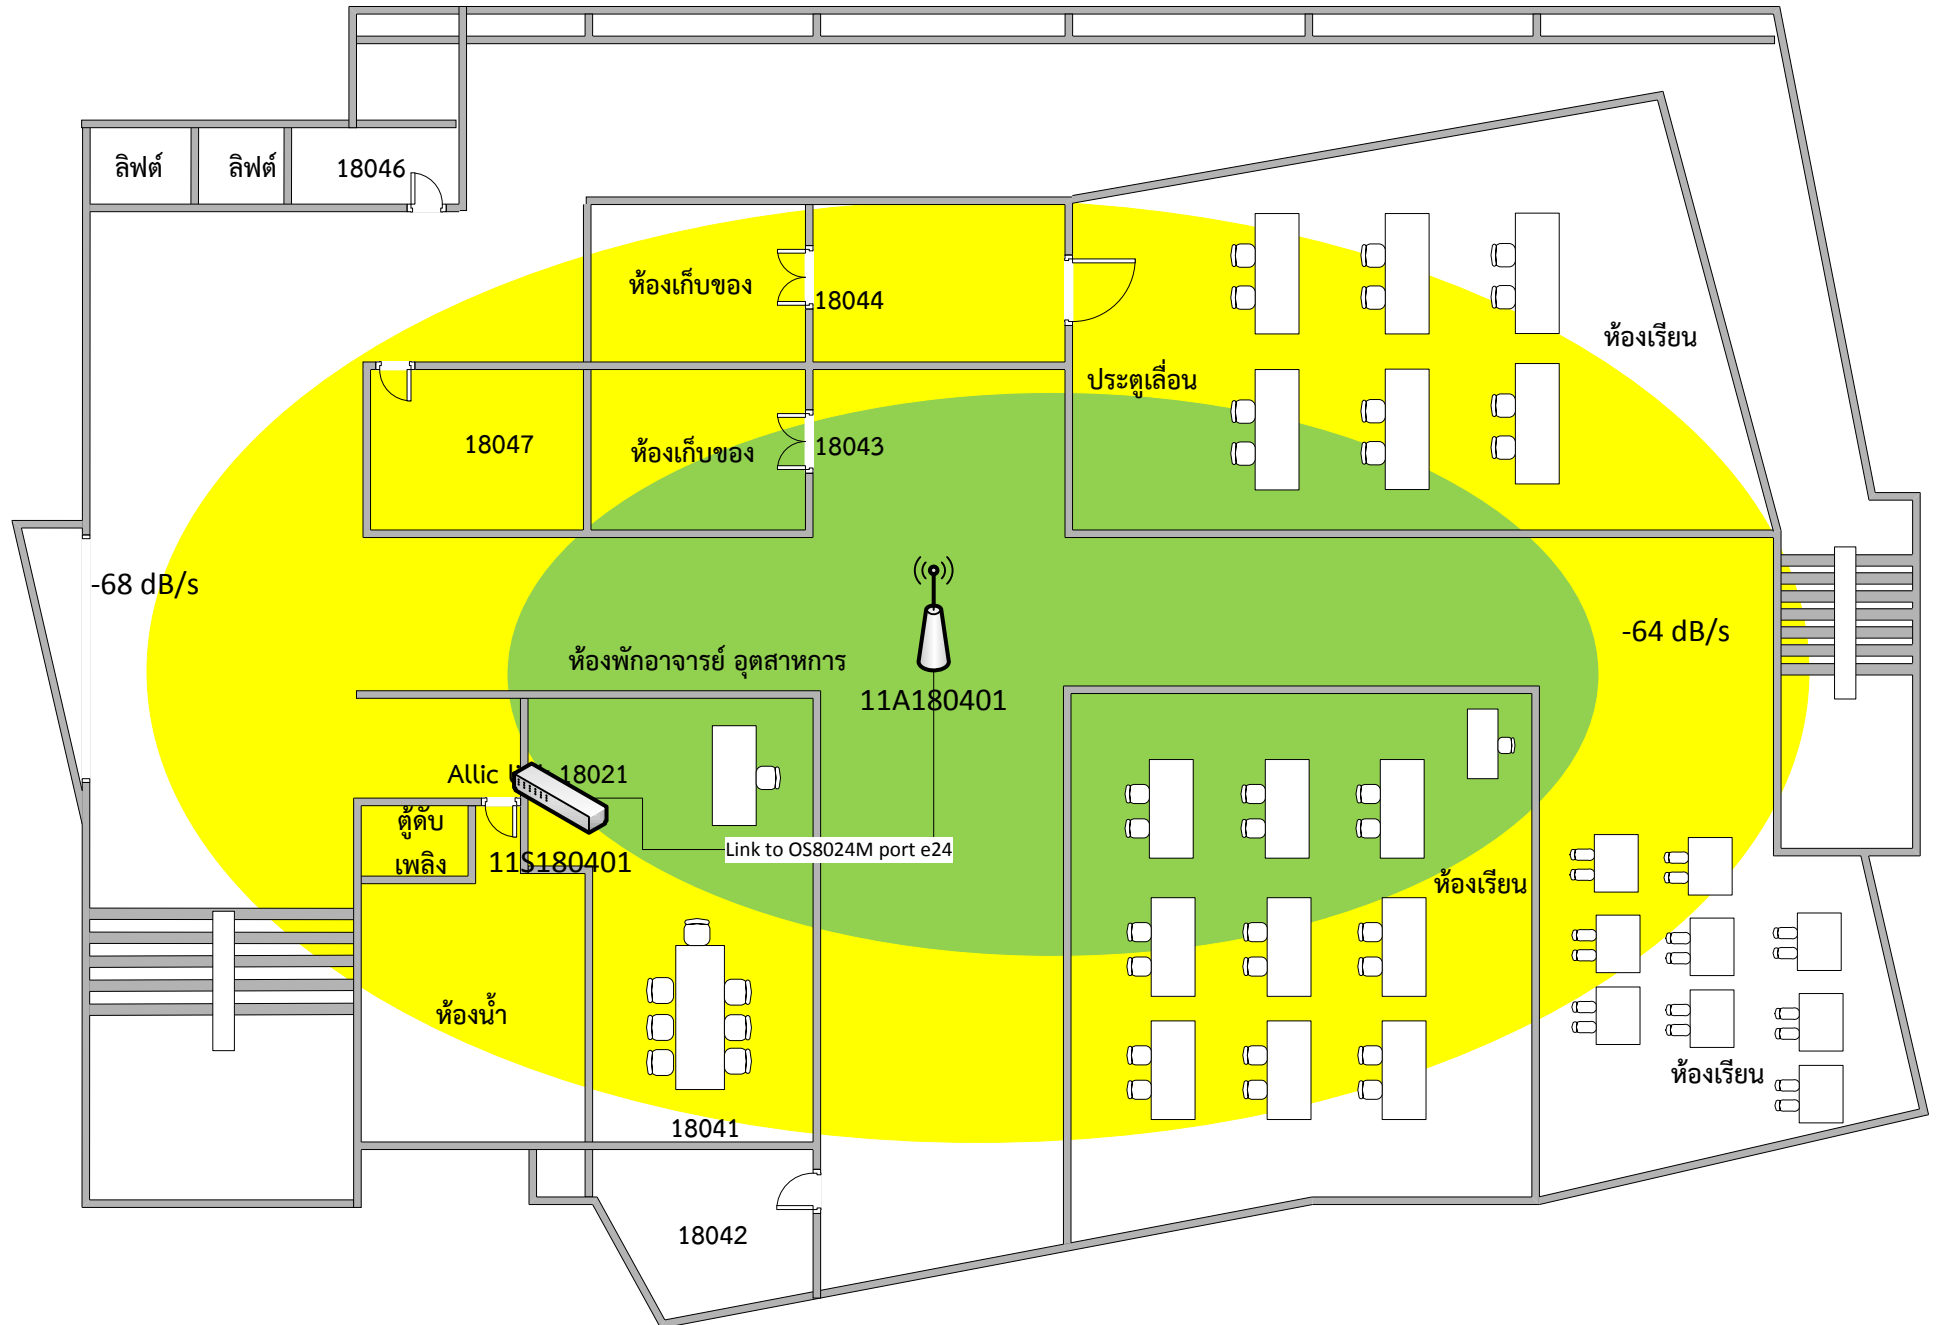 ลิฟต์
ลิฟต์
18046
ห้องเก็บของ
18044
ห้องเรียน
ประตูเลื่อน
18047
ห้องเก็บของ
18043
-68 dB/s
-64 dB/s
ห้องพักอาจารย์ อุตสาหการ
11A180401
Allic 18021
ตู้ดับ
เพลิง
11S180401
Link to OS8024M port e24
ห้องเรียน
ห้องน้ำ
ห้องเรียน
18041
18042